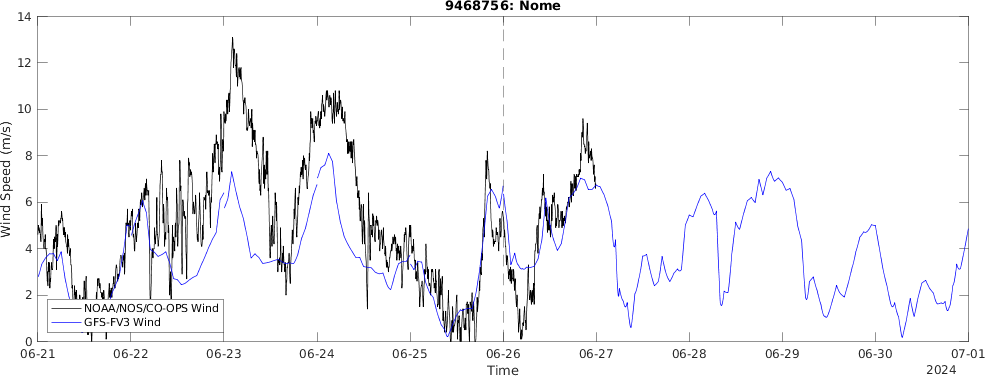 9468756: Nome
Wind Speed (m/s)
14
12
10
8
6
4
2
0
NOAA/NOS/CO-OPS Wind
GFS-FV3 Wind
06-21 06-22 06-23 06-24 06-25 06-26 06-27 06-28 06-29 06-30 07-01
Time
2024